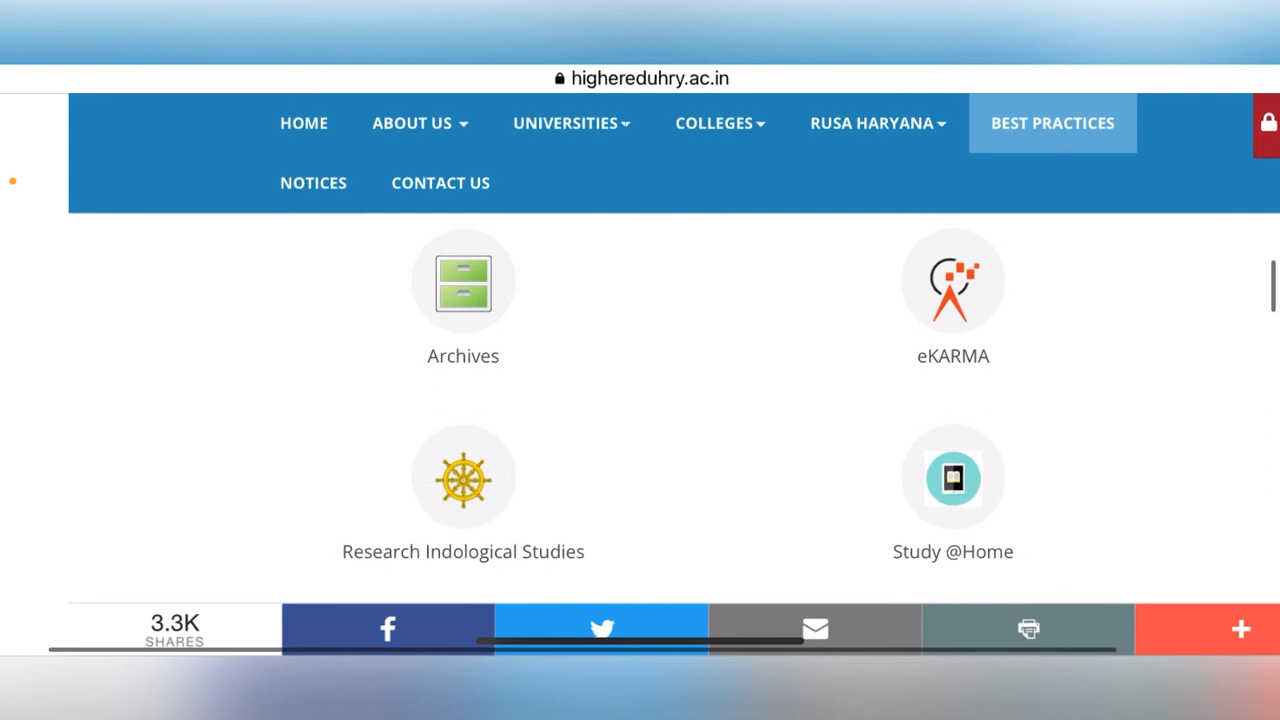 highereduhry.ac.in
HOME ABOUT US UNIVERSITIES COLLEGES RUSA HARYANA BEST PRACTICES
NOTICES CONTACT US
Archives eKARMA
Research Indological Studies Study @Home
3.3K
SHARES